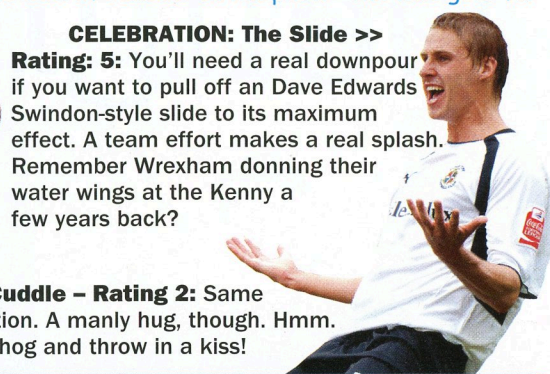 CELEBRATION: The Slide >>
Rating: 5: You'll need a real downpour
if you want to pull off an Dave Edwards
Swindon-style slide to its maximum
effect. A team effort makes a real splash.
Remember Wrexham donning their
water wings at the Kenny a
few years back?
Cuddle – Rating 2: Same
tion. A manly hug, though. Hmm.
hog and throw in a kiss!